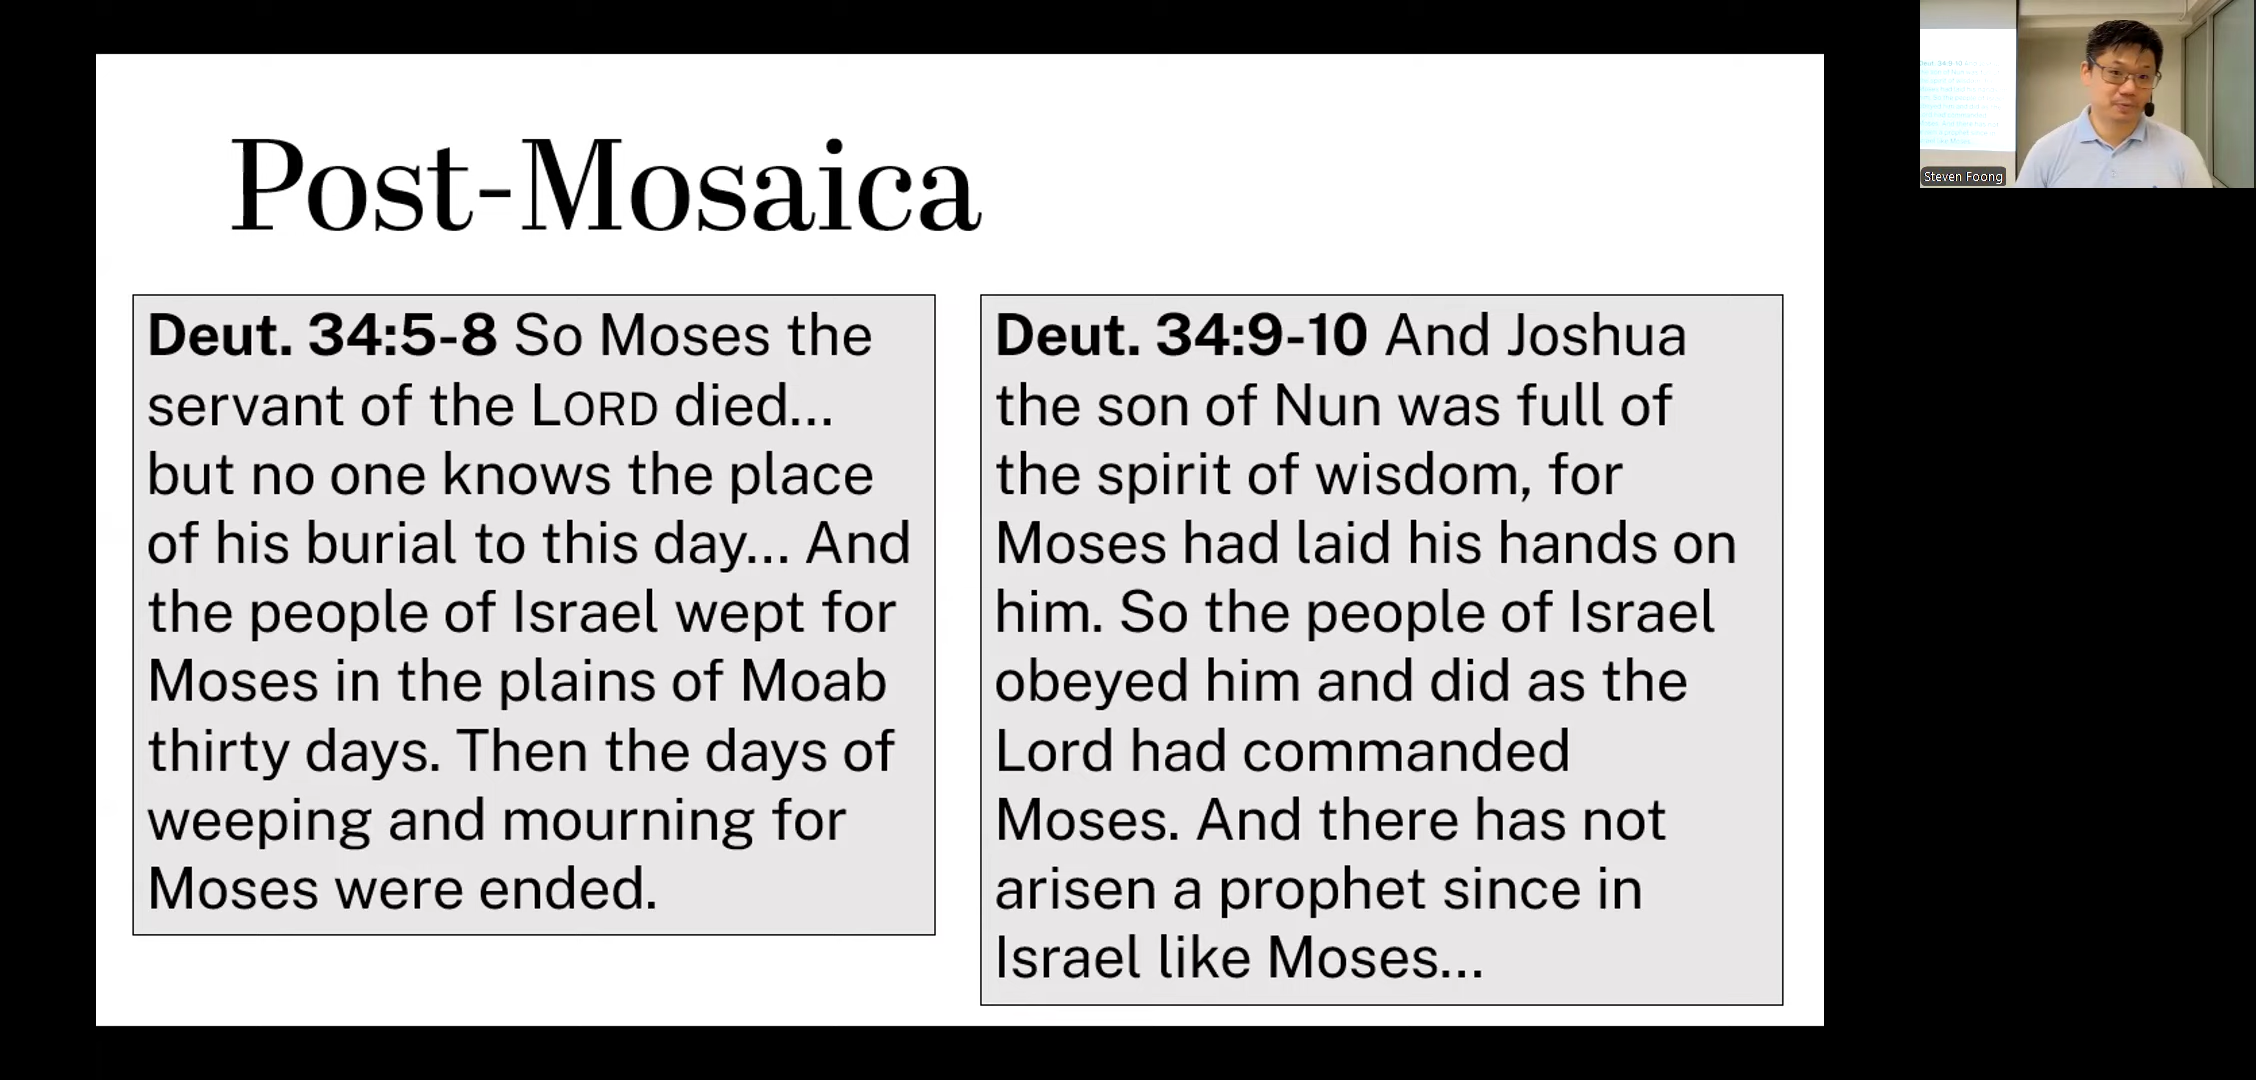 Post-Mosaica
Deut. 34:5-8 So Moses the
servant of the LORD died...
but no one knows the place
of his burial to this day... And
the people of Israel wept for
Moses in the plains of Moab
thirty days. Then the days of
weeping and mourning for
Moses were ended.
Deut. 34:9-10 And Joshua
the son of Nun was full of
the spirit of wisdom, for
Moses had laid his hands on
him. So the people of Israel
obeyed him and did as the
Lord had commanded
Moses. And there has not
arisen a prophet since in
Israel like Moses...
Steven Foong